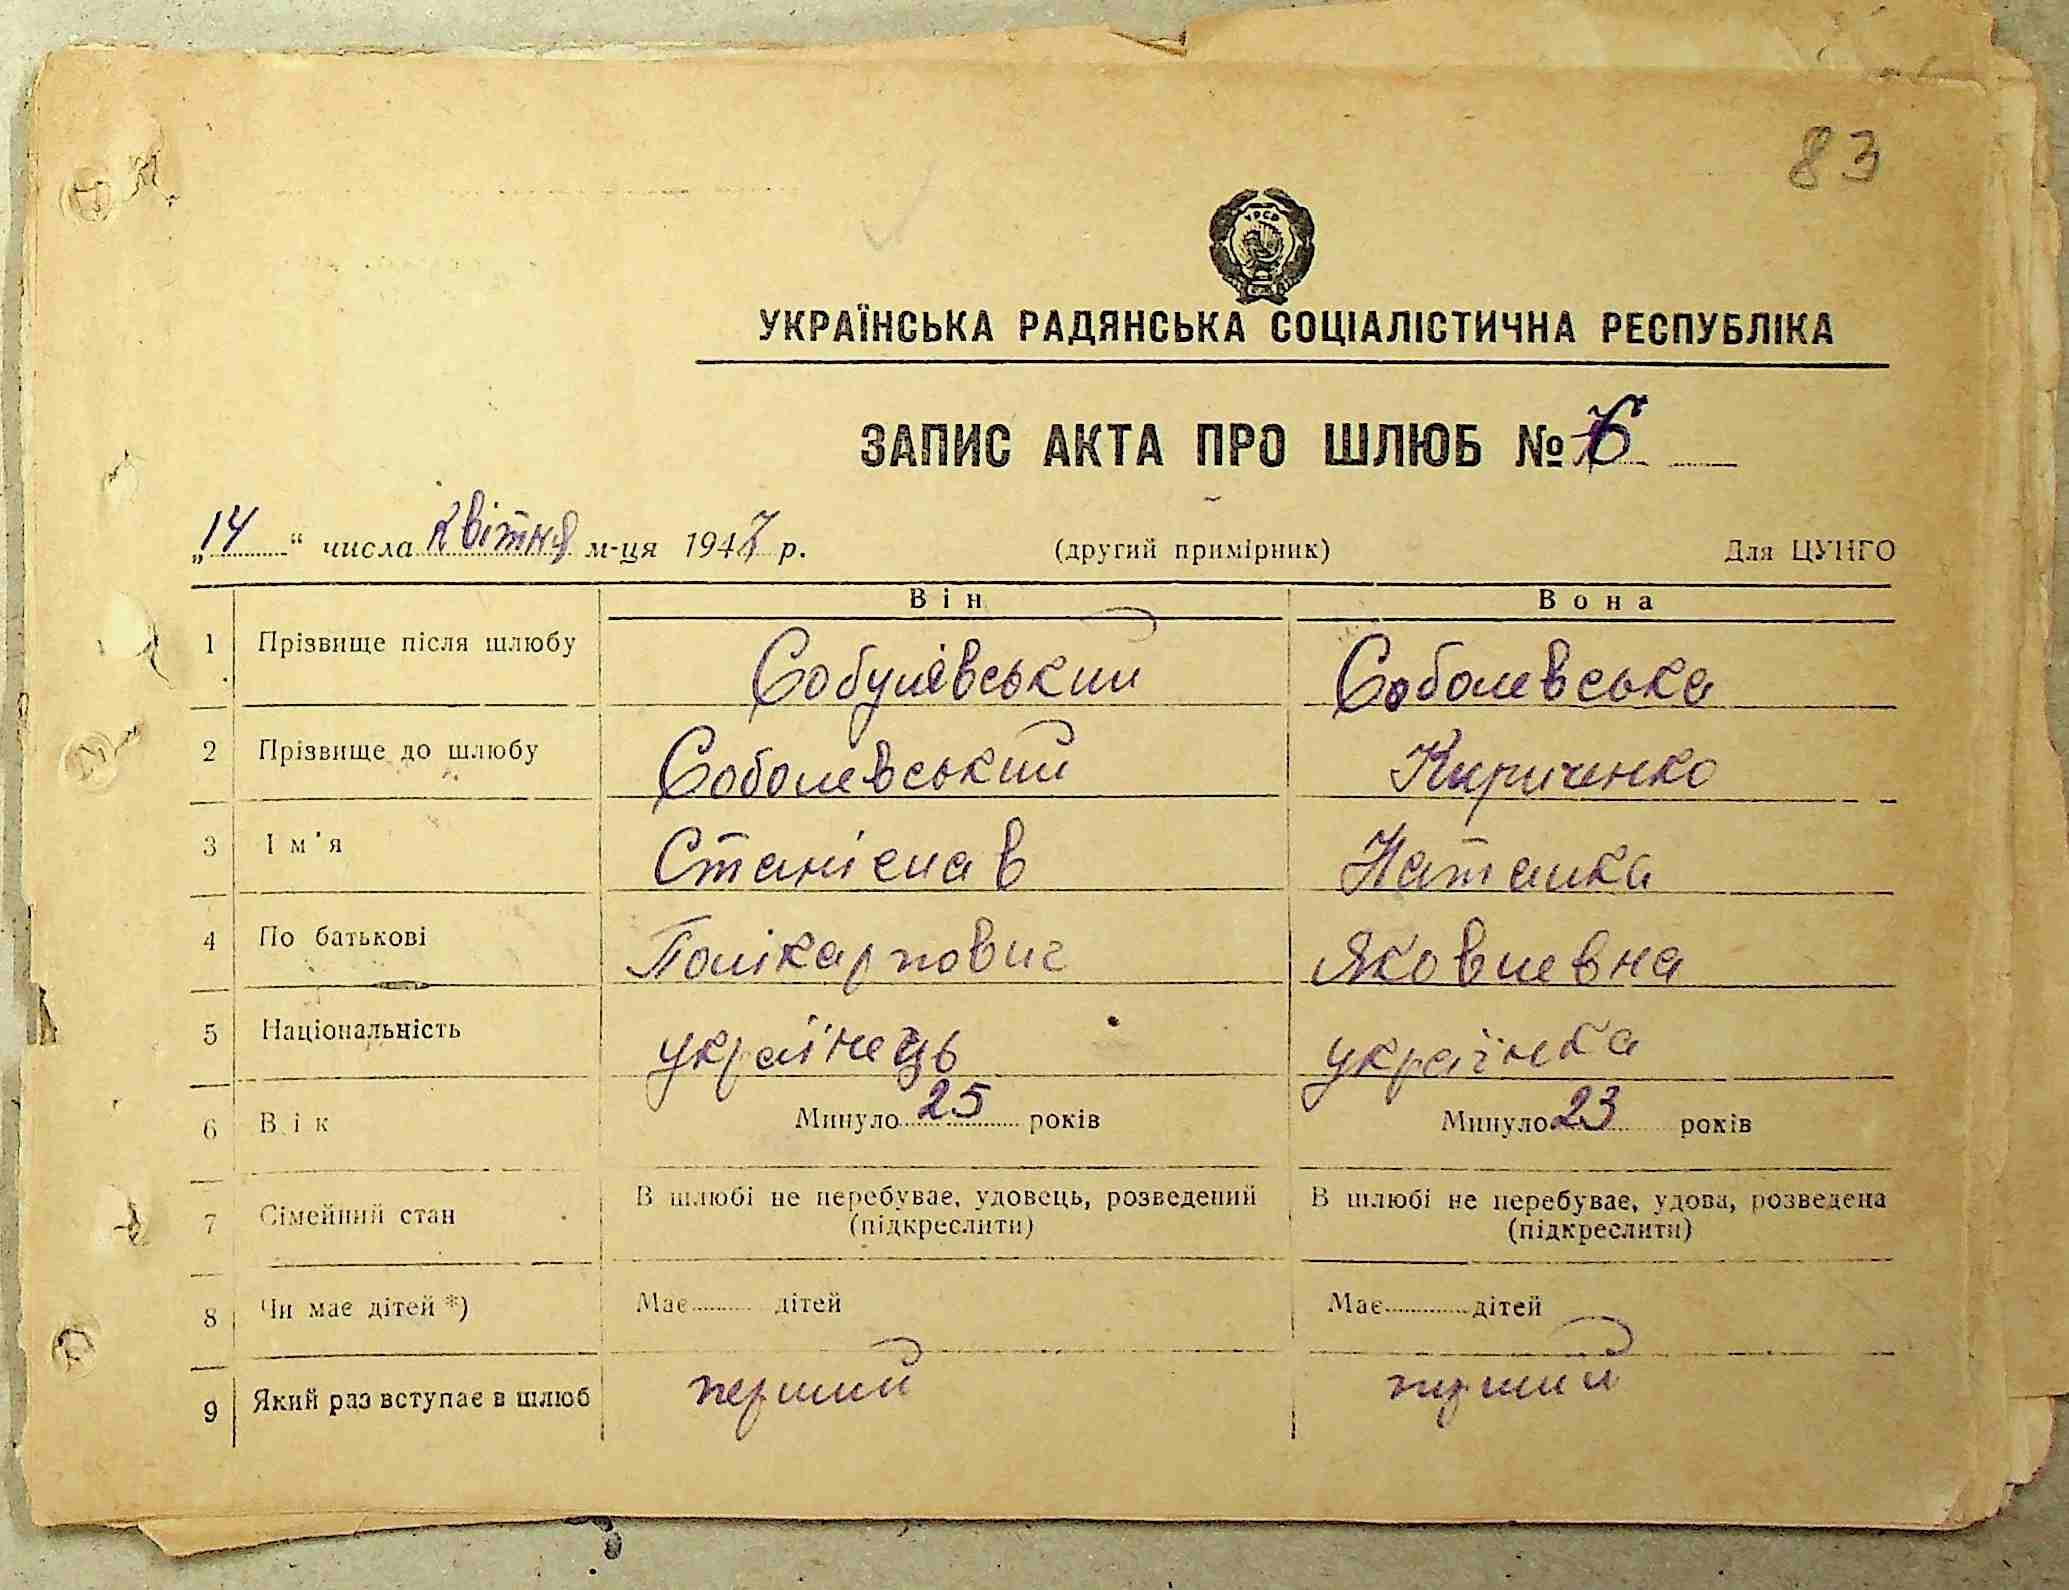 83
УРСР
УКРАЇНСЬКА РАДЯНСЬКА СОЦІАЛІСТИЧНА РЕСПУБЛІКА
ЗАПИС АКТА ПРО ШЛЮБ № 6
„14“ числа квітня м-ця 1947 р. (другий примірник) Для ЦУНГО
Він Вона
1 Прізвище після шлюбу Собулевський Соболевська
2 Прізвище до шлюбу Соболевський Кириченко
3 Ім'я Станіслав Наталка
4 По батькові Полікарпович Яковлевна
5 Національність українець українка
6 Вік Минуло 25 років Минуло 23 років
7 Сімейний стан В шлюбі не перебуває, удовець, розведений В шлюбі не перебуває, удова, розведена
(підкреслити) (підкреслити)
8 Чи має дітей *) Має.......... дітей Має.............дітей
9 Який раз вступає в шлюб перший перший